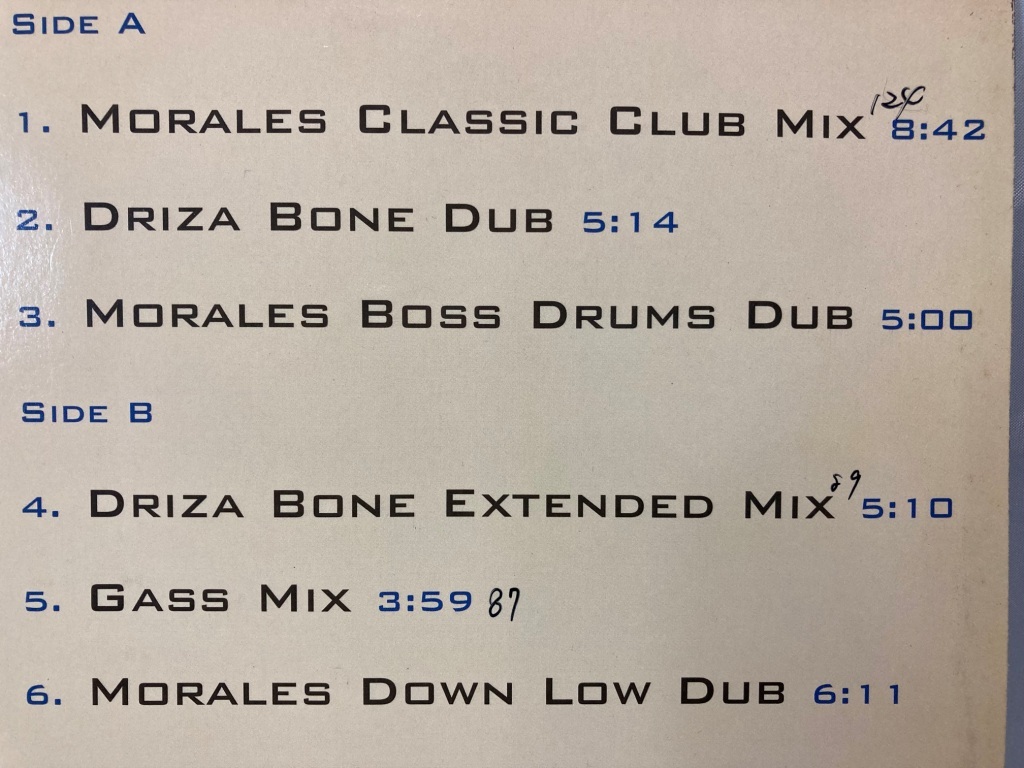 SIDE A
1. MORALES CLASSIC CLUB MIX 8:42
2. DRIZA BONE DUB 5:14
3. MORALES BOSS DRUMS DUB 5:00
SIDE B
4. DRIZA BONE EXTENDED MIX 89 5:10
5. GASS MIX 3:59 87
6. MORALES DOWN LOW DUB 6:11